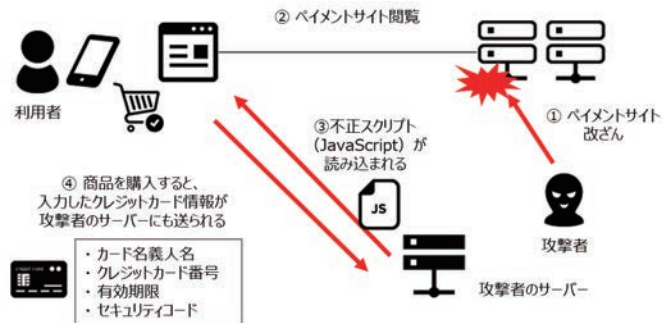 ② ペイメントサイト閲覧
利用者
① ペイメントサイト
改ざん
③不正スクリプト
(JavaScript) が
読み込まれる
JS
④ 商品を購入すると、
入力したクレジットカード情報が
攻撃者のサーバーにも送られる
攻撃者
攻撃者のサーバー
・ カード名義人名
・ クレジットカード番号
・ 有効期限
・ セキュリティコード